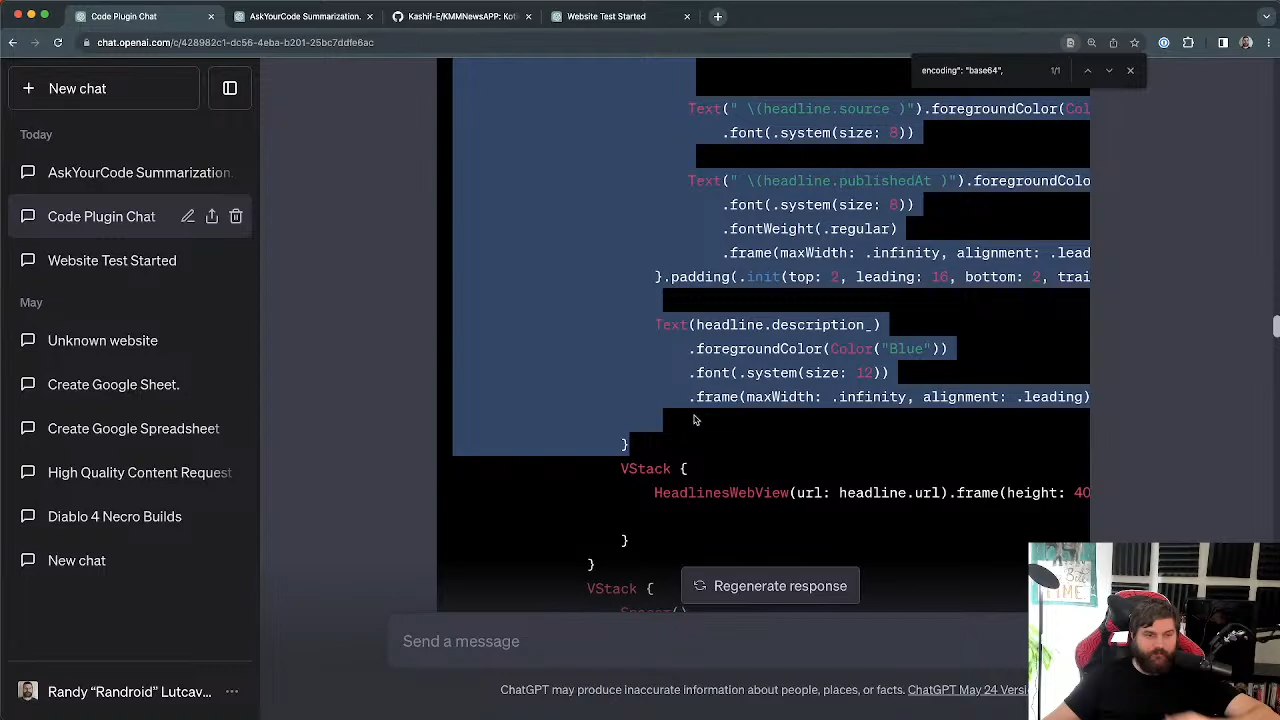 Code Plugin Chat
AskYourCode Summarization.
Kashif-E/KMMNewsAPP: Kot
Website Test Started
chat.openai.com/c/428982c1-dc56-4eba-b201-25bc7ddfe6ac
encoding": "base64",
1/1
New chat
Today
AskYourCode Summarization.
Code Plugin Chat
Website Test Started
May
Unknown website
Create Google Sheet.
Create Google Spreadsheet
High Quality Content Request
Diablo 4 Necro Builds
New chat
Randy “Randroid” Lutcav...
Text(" \(headline.source )").foregroundColor(Col
.font(.system(size: 8))
Text(" \(headline.publishedAt )").foregroundColo
.font(.system(size: 8))
.fontWeight(.regular)
.frame(maxWidth: .infinity, alignment: .lead
}.padding(.init(top: 2, leading: 16, bottom: 2, trai
Text(headline.description_)
.foregroundColor(Color("Blue"))
.font(.system(size: 12))
.frame(maxWidth: .infinity, alignment: .leading)
}
VStack {
HeadlinesWebView(url: headline.url).frame(height: 40
}
}
VStack {
Spacer()
Regenerate response
Send a message
ChatGPT may produce inaccurate information about people, places, or facts. ChatGPT May 24 Versi